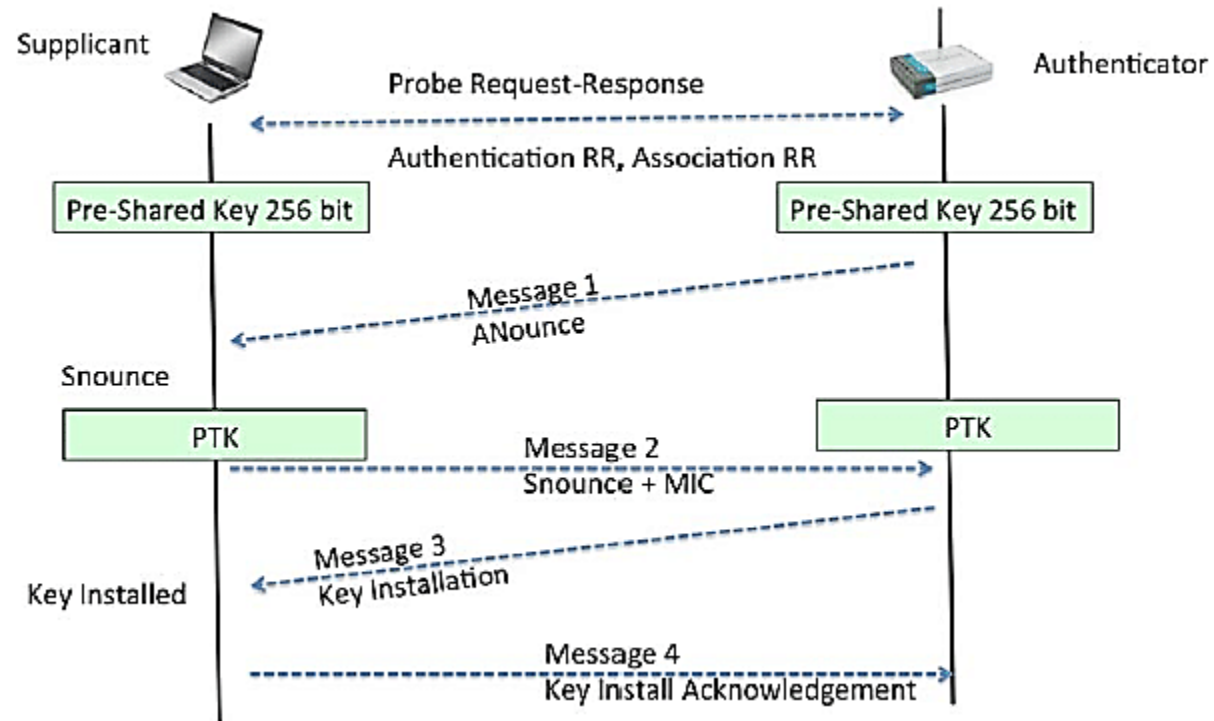 Supplicant
Authenticator
Probe Request-Response
Authentication RR, Association RR
Pre-Shared Key 256 bit
Pre-Shared Key 256 bit
Message 1
ANounce
Snounce
PTK
PTK
Message 2
Snounce + MIC
Message 3
Key Installation
Key Installed
Message 4
Key Install Acknowledgement